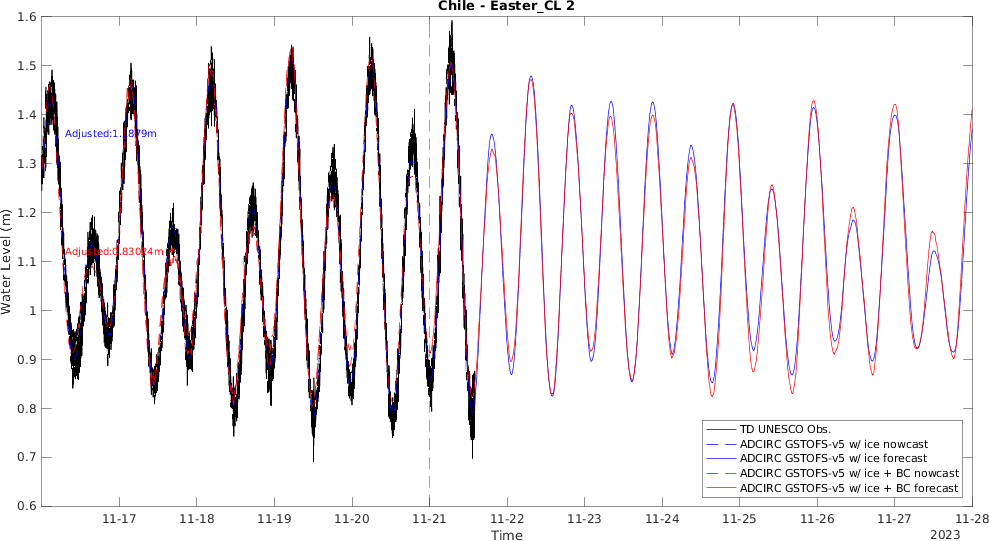 Chile - Easter_CL 2
1.6
1.5
1.4
1.3
1.2
1.1
1
0.9
0.8
0.7
0.6
Water Level (m)
Adjusted:0.83024m
TD UNESCO Obs.
ADCIRC GSTOFS-v5 w/ ice nowcast
ADCIRC GSTOFS-v5 w/ ice forecast
ADCIRC GSTOFS-v5 w/ ice + BC nowcast
ADCIRC GSTOFS-v5 w/ ice + BC forecast
11-17 11-18 11-19 11-20 11-21 11-22 11-23 11-24 11-25 11-26 11-27 11-28
Time
2023